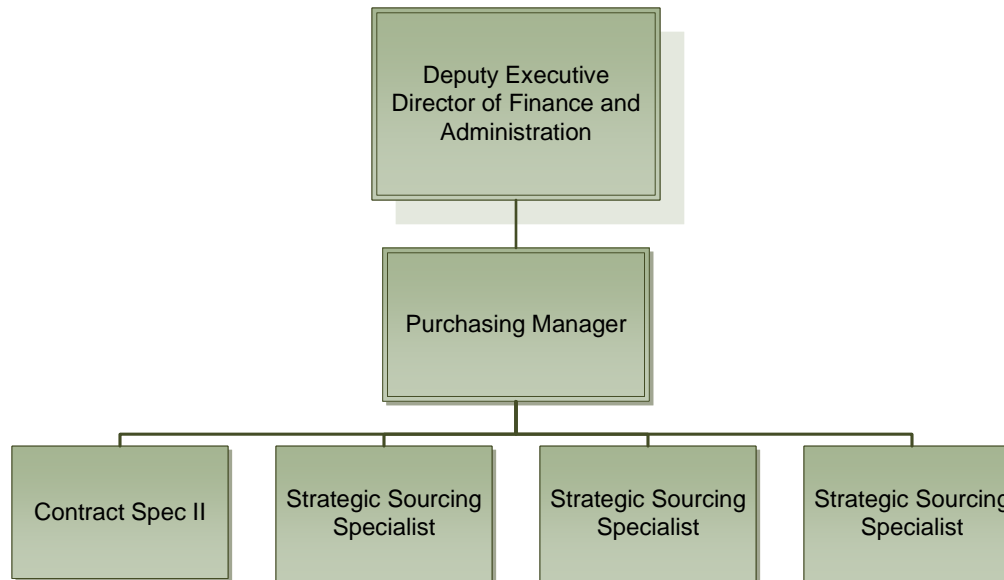 Deputy Executive
Director of Finance and
Administration
Purchasing Manager
Contract Spec II
Strategic Sourcing
Specialist
Strategic Sourcing
Specialist
Strategic Sourcing
Specialist